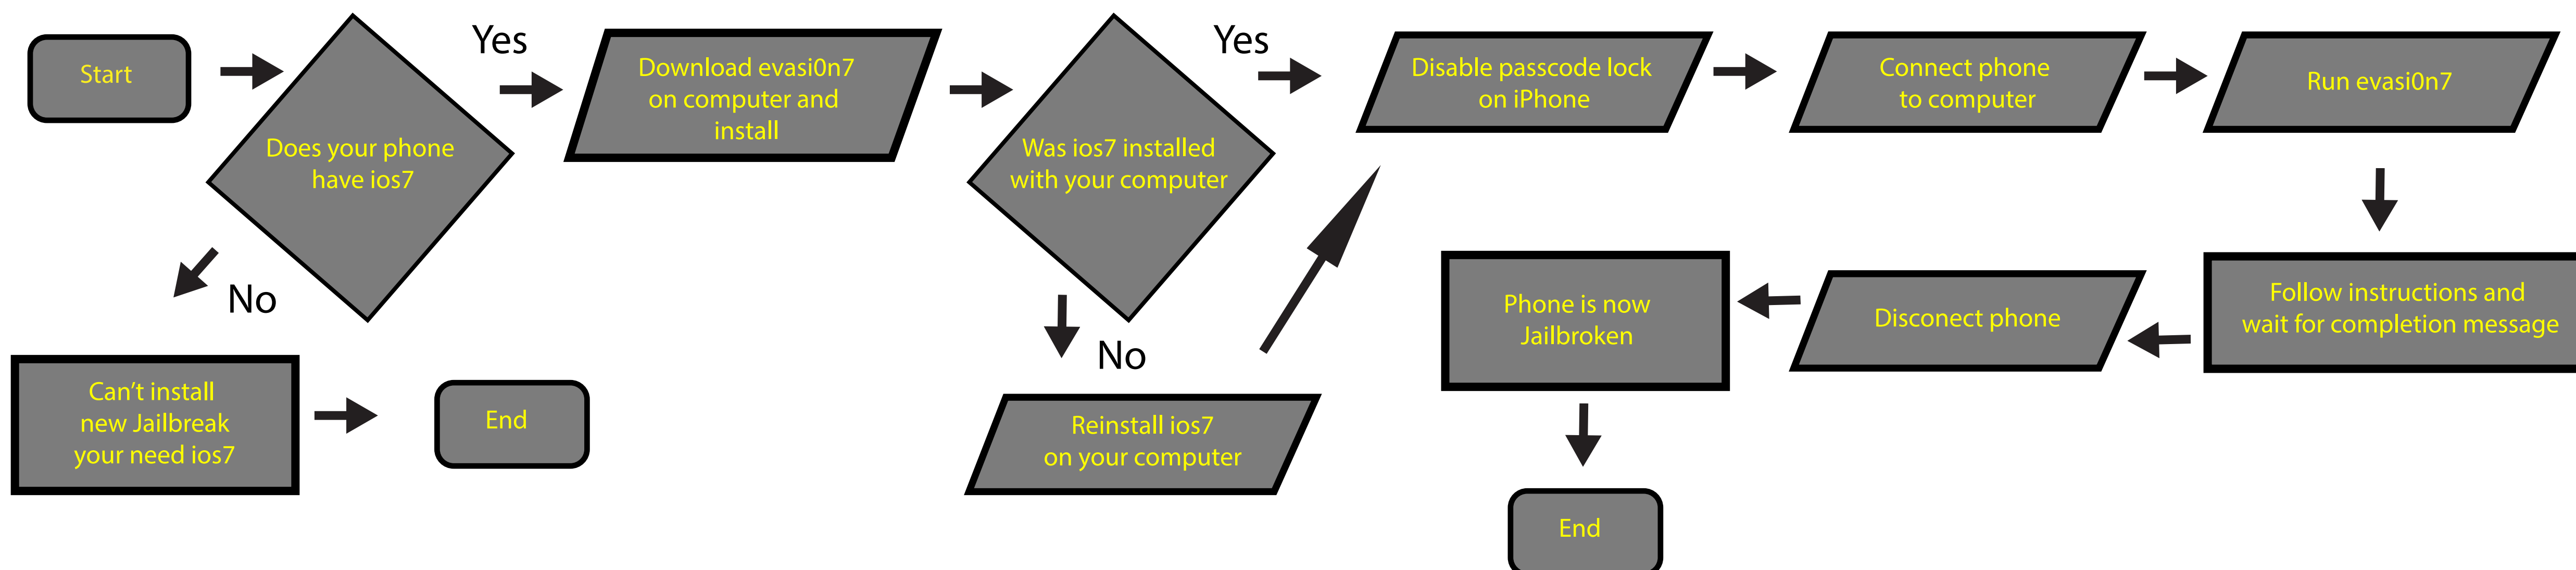 Start
Does your phone
have ios7
Yes
No
Can't install
new Jailbreak
your need ios7
End
Download evasi0n7
on computer and
install
Was ios7 installed
with your computer
Yes
No
Reinstall ios7
on your computer
Disable passcode lock
on iPhone
Connect phone
to computer
Run evasi0n7
Follow instructions and
wait for completion message
Disconect phone
Phone is now
Jailbroken
End